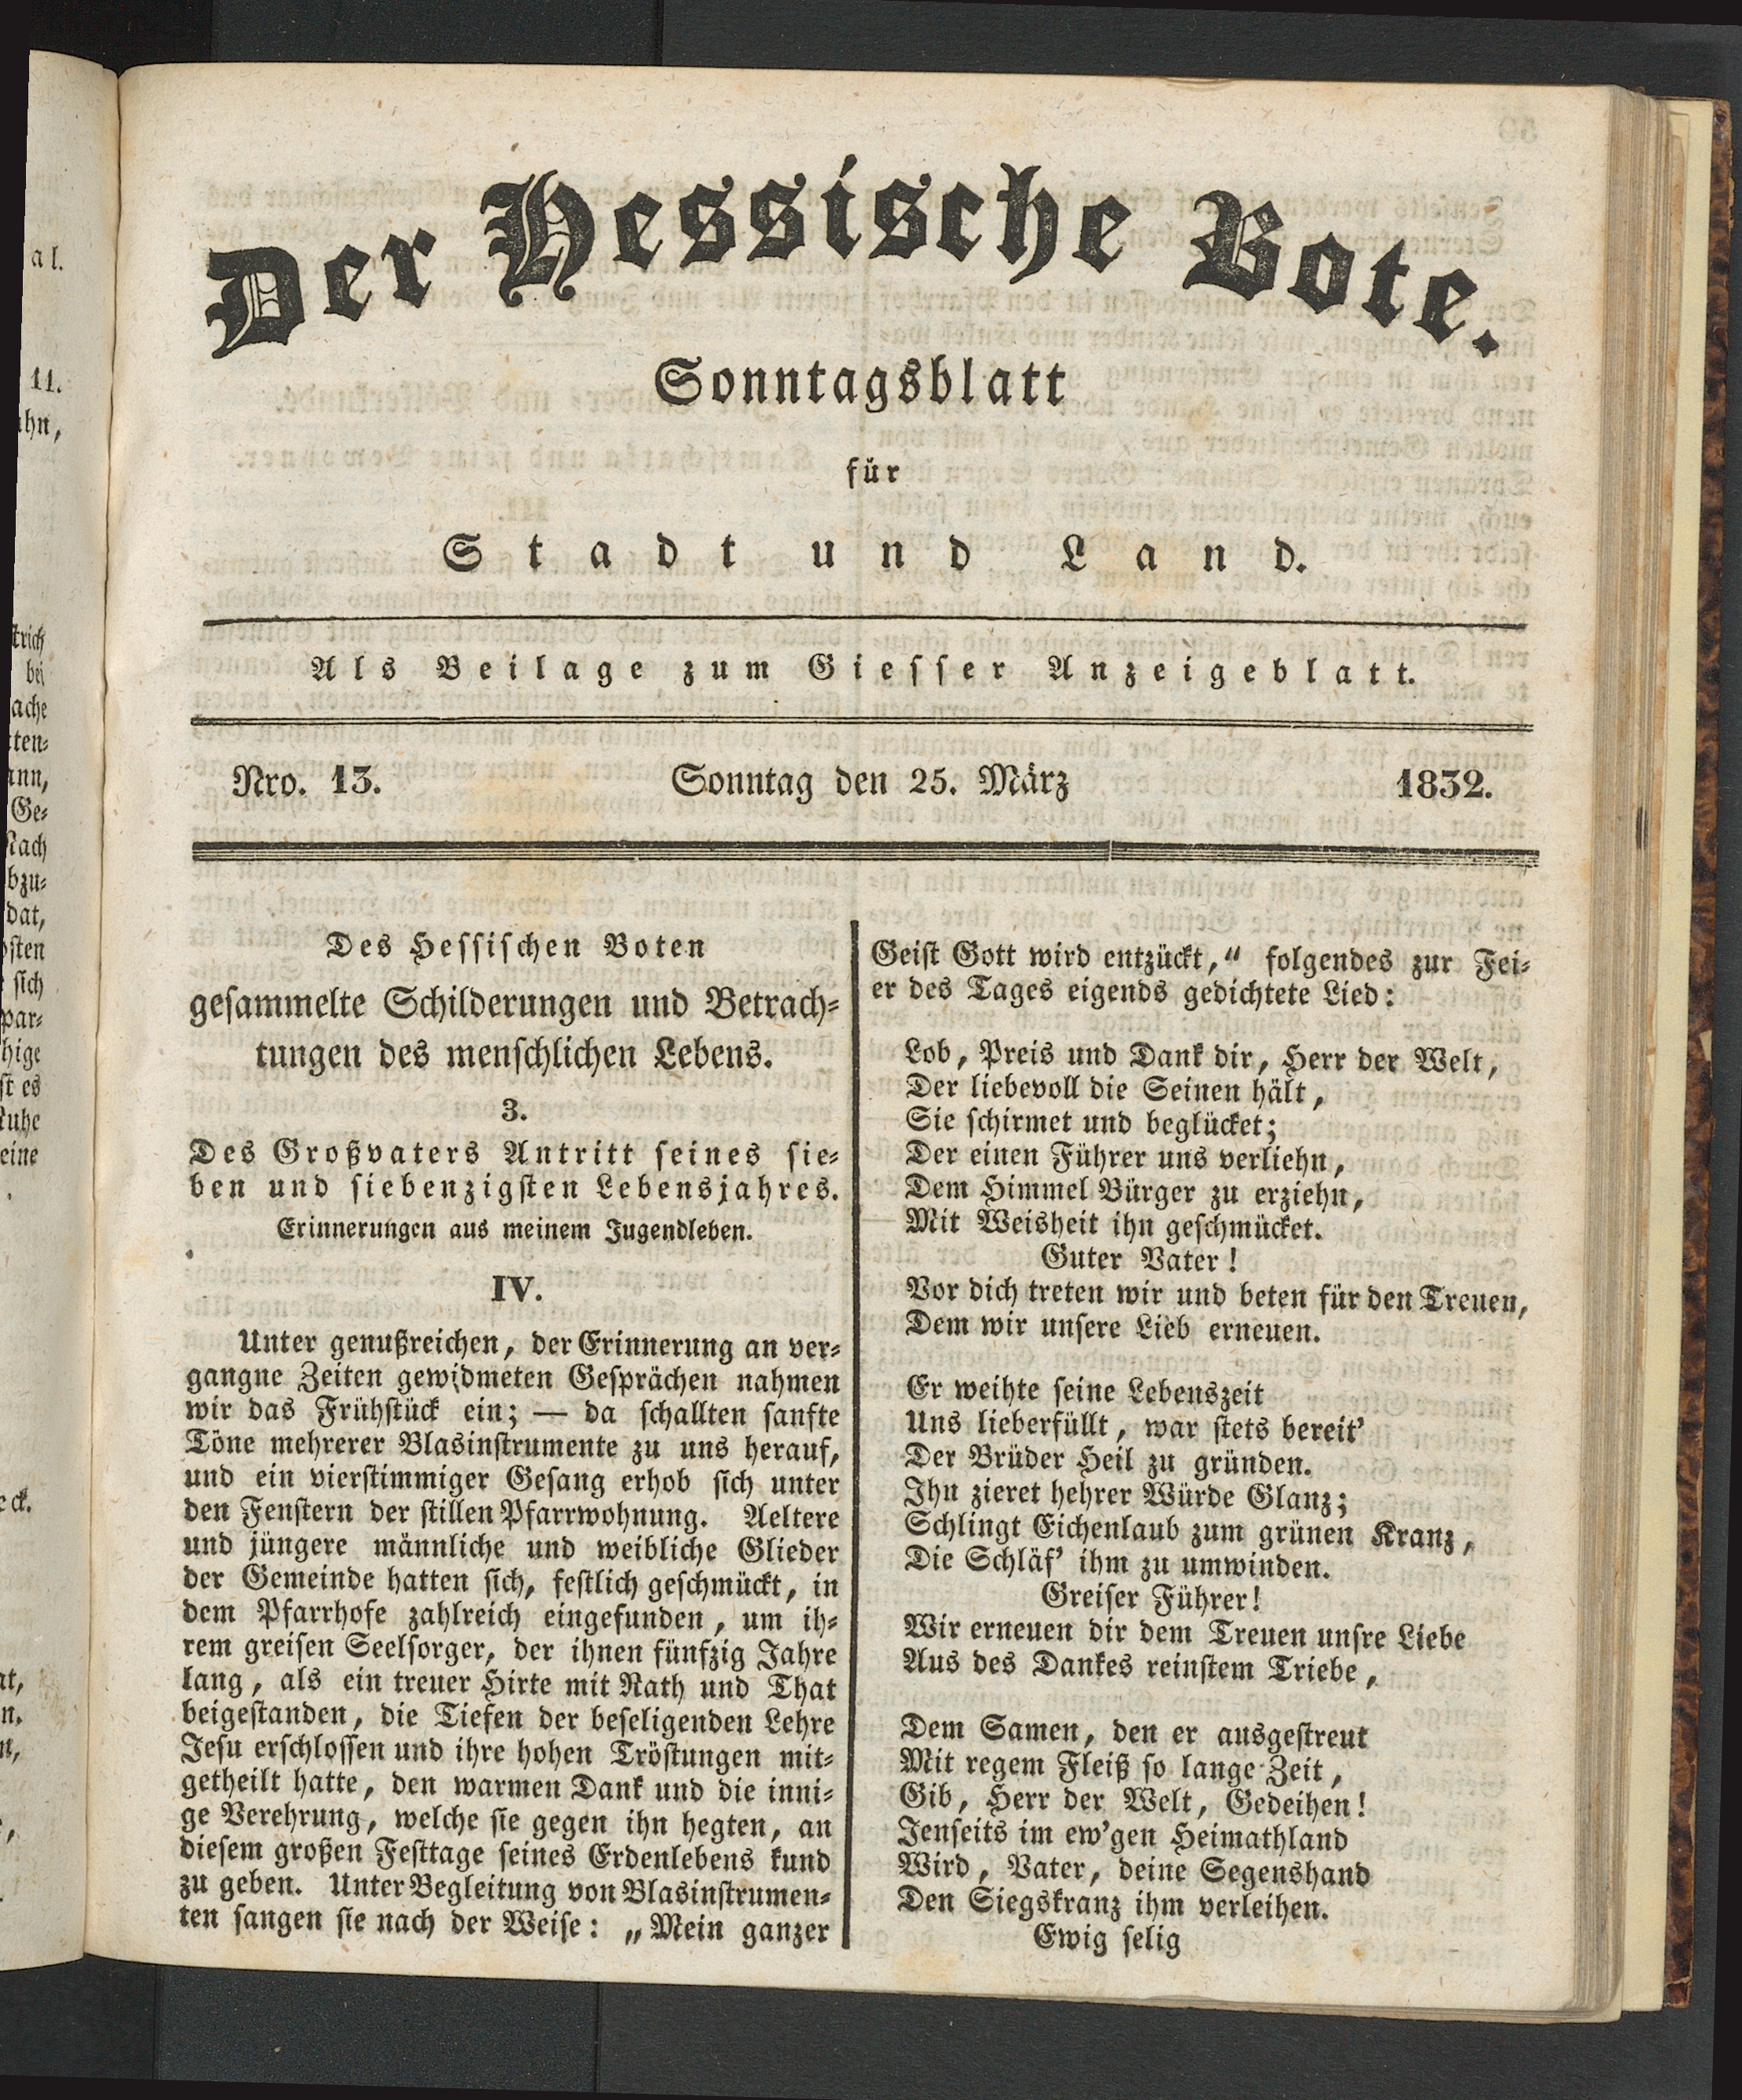 Der Hessische Bote.
Sonntagsblatt
für
Stadt und Land.
Als Beilage zum Giesser Anzeigeblatt.
Nro. 13. Sonntag den 25. März 1832.
Des Hessischen Boten
gesammelte Schilderungen und Betrach-
tungen des menschlichen Lebens.
3.
Des Großvaters Antritt seines sie-
ben und siebenzigsten Lebensjahres.
Erinnerungen aus meinem Jugendleben.
IV.
Unter genußreichen, der Erinnerung an ver-
gangne Zeiten gewidmeten Gesprächen nahmen
wir das Frühstück ein; — da schallten sanfte
Töne mehrerer Blasinstrumente zu uns herauf,
und ein vierstimmiger Gesang erhob sich unter
den Fenstern der stillen Pfarrwohnung. Aeltere
und jüngere männliche und weibliche Glieder
der Gemeinde hatten sich, festlich geschmückt, in
dem Pfarrhofe zahlreich eingefunden, um ih-
rem greisen Seelsorger, der ihnen fünfzig Jahre
lang, als ein treuer Hirte mit Rath und That
beigestanden, die Tiefen der beseligenden Lehre
Jesu erschlossen und ihre hohen Tröstungen mit-
getheilt hatte, den warmen Dank und die inni-
ge Verehrung, welche sie gegen ihn hegten, an
diesem großen Festtage seines Erdenlebens kund
zu geben. Unter Begleitung von Blasinstrumen-
ten sangen sie nach der Weise: „Mein ganzer
Geist Gott wird entzückt,“ folgendes zur Fei-
er des Tages eigends gedichtete Lied:
Lob, Preis und Dank dir, Herr der Welt,
Der liebevoll die Seinen hält,
Sie schirmet und beglücket;
Der einen Führer uns verliehn,
Dem Himmel Bürger zu erziehn,
Mit Weisheit ihn geschmücket.
Guter Vater!
Vor dich treten wir und beten für den Treuen,
Dem wir unsere Lieb erneuen.
Er weihte seine Lebenszeit
Uns lieberfüllt, war stets bereit’
Der Brüder Heil zu gründen.
Ihn zieret hehrer Würde Glanz;
Schlingt Eichenlaub zum grünen Kranz,
Die Schläf’ ihm zu umwinden.
Greiser Führer!
Wir erneuen dir dem Treuen unsre Liebe
Aus des Dankes reinstem Triebe,
Dem Samen, den er ausgestreut
Mit regem Fleiß so lange Zeit,
Gib, Herr der Welt, Gedeihen!
Jenseits im ew’gen Heimathland
Wird, Vater, deine Segenshand
Den Siegskranz ihm verleihen.
Ewig selig